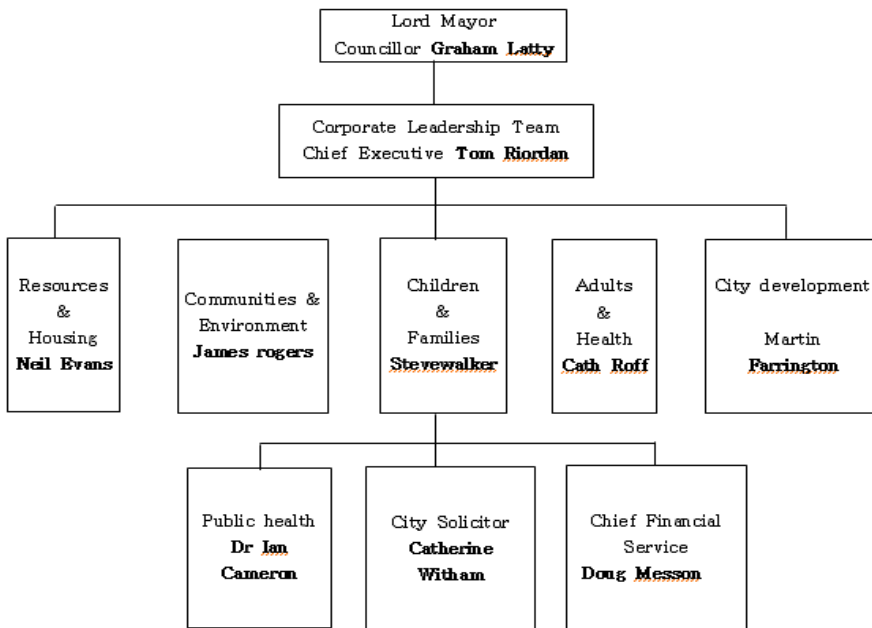 Lord Mayor
Councillor Graham Latty
Corporate Leadership Team
Chief Executive Tom Riordan
Resources
&
Housing
Neil Evans
Communities &
Environment
James rogers
Children
&
Families
Stevewalker
Adults
&
Health
Cath Roff
City development
Martin
Farrington
Public health
Dr Ian
Cameron
City Solicitor
Catherine
Witham
Chief Financial
Service
Doug Messon